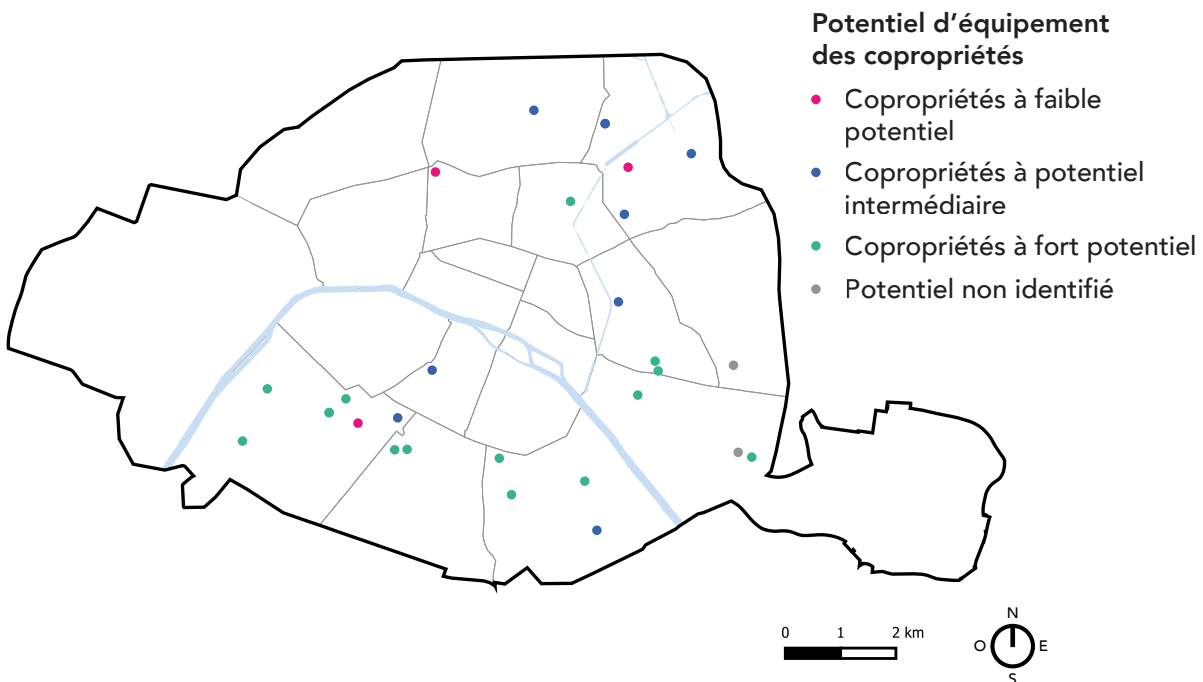 Potentiel d’équipement
des copropriétés
Copropriétés à faible
potentiel
Copropriétés à potentiel
intermédiaire
Copropriétés à fort potentiel
Potentiel non identifié
0 1 2 km
N
O E
S